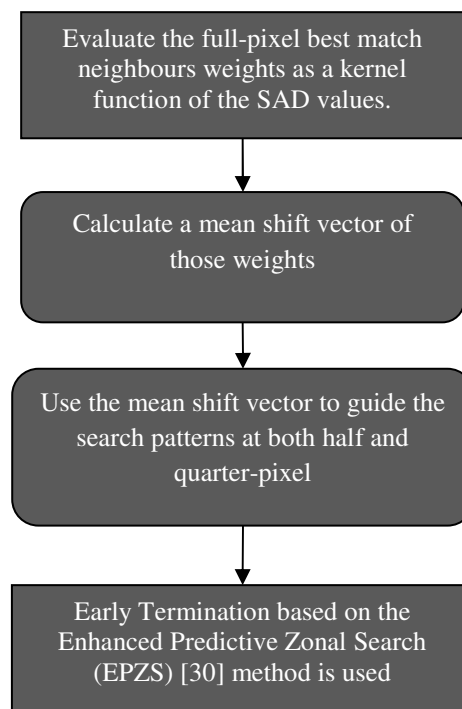 Evaluate the full-pixel best match
neighbours weights as a kernel
function of the SAD values.
Calculate a mean shift vector of
those weights
Use the mean shift vector to guide the
search patterns at both half and
quarter-pixel
Early Termination based on the
Enhanced Predictive Zonal Search
(EPZS) [30] method is used